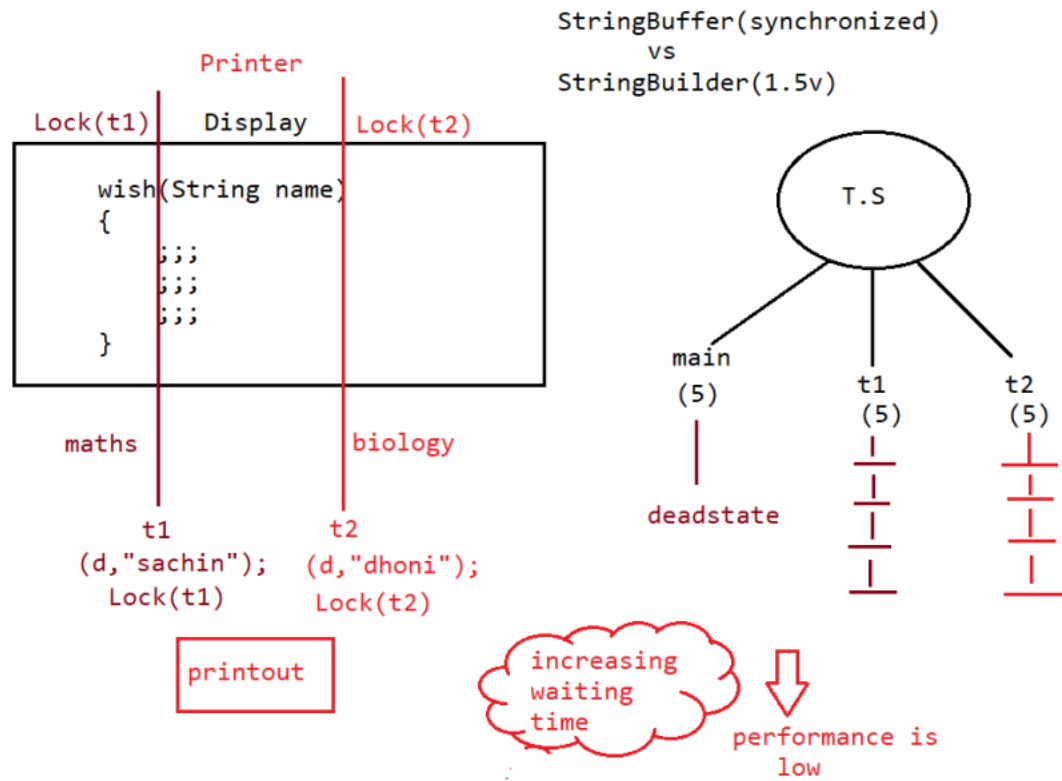 StringBuffer(synchronized)
vs
StringBuilder(1.5v)
Printer
Lock(t1)
Display
Lock(t2)
wish(String name)
{
;;;
;;;
;;;
}
maths
biology
t1
(d,"sachin");
Lock(t1)
t2
(d,"dhoni");
Lock(t2)
printout
T.S
main
(5)
t1
(5)
t2
(5)
deadstate
increasing
waiting
time
performance is
low